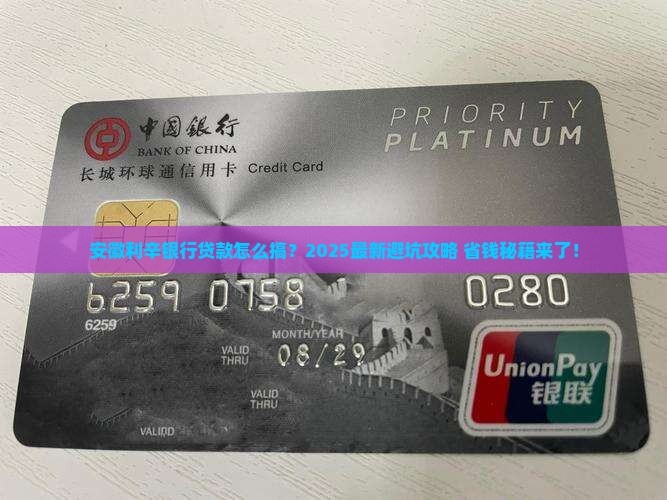 中国银行
BANK OF CHINA
长城环球通信用卡 Credit Card
PRIORITY
PLATINUM
安徽利辛银行贷款怎么搞？2025最新避坑攻略 省钱秘籍来了！
6259 0758 0280
6259
MONTH/YEAR
VALID
THRU
08/29
VALID
THRU
UnionPay
银联